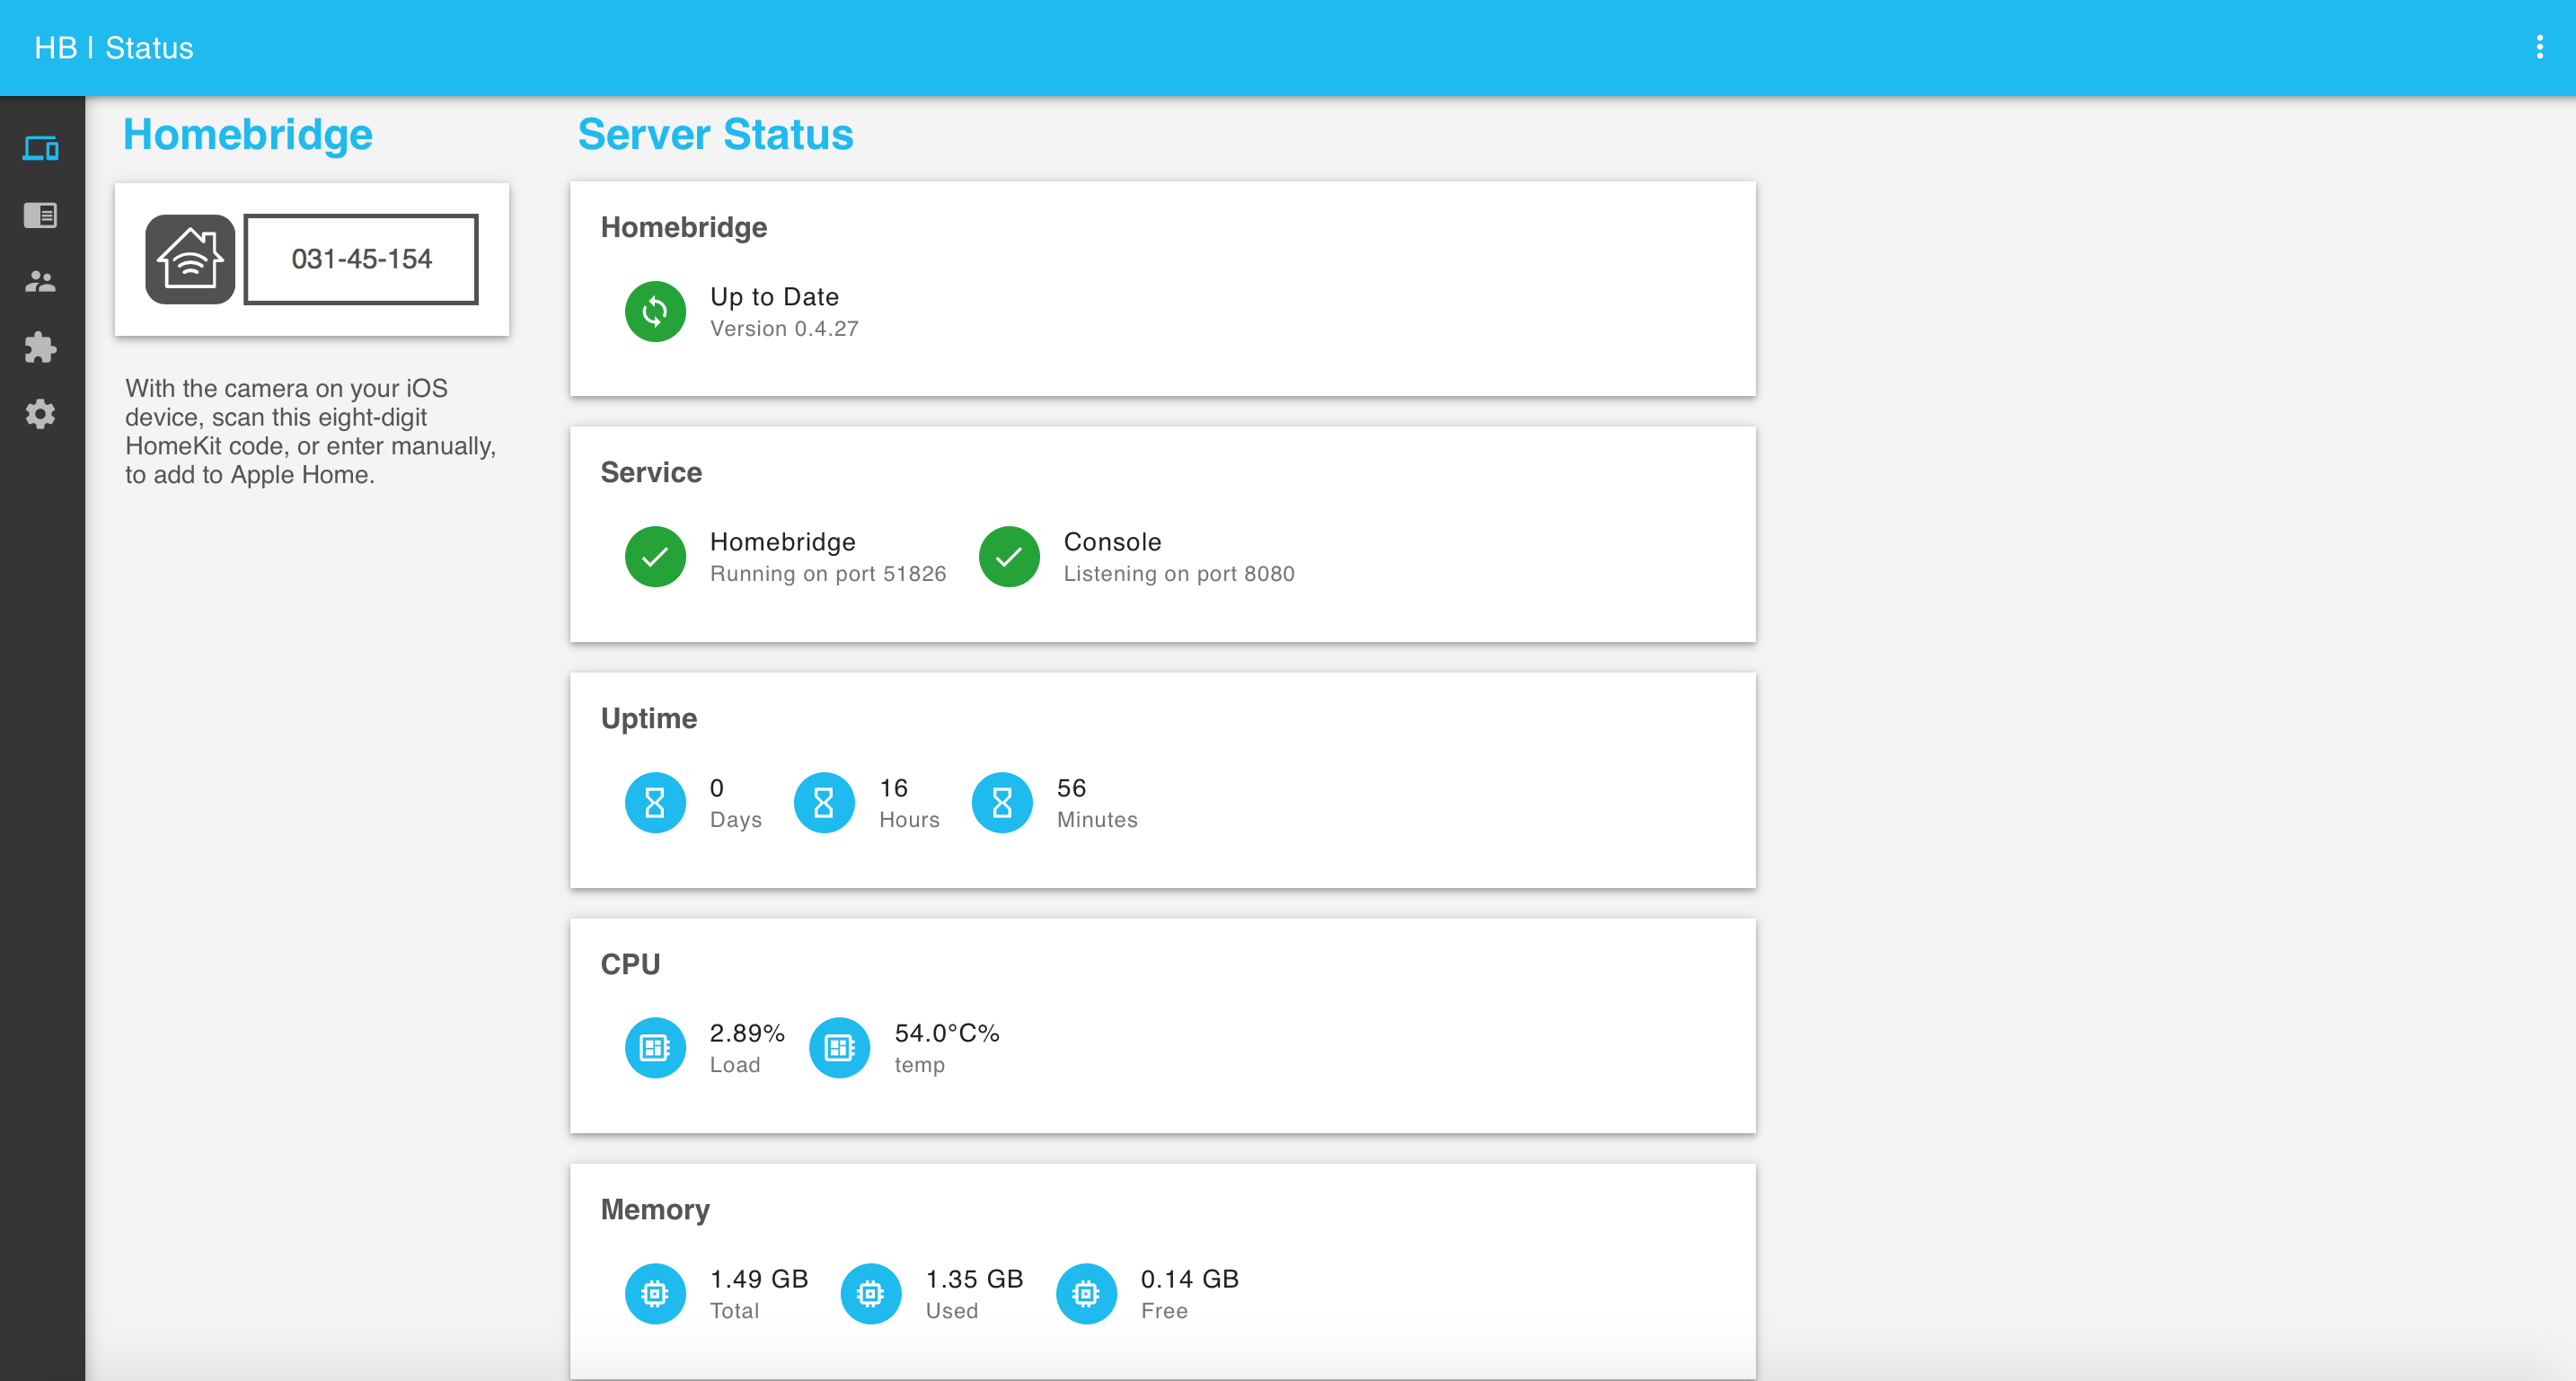 HB | Status
Homebridge
031-45-154
With the camera on your iOS
device, scan this eight-digit
HomeKit code, or enter manually,
to add to Apple Home.
Server Status
Homebridge
Up to Date
Version 0.4.27
Service
Homebridge
Running on port 51826
Console
Listening on port 8080
Uptime
0
Days
16
Hours
56
Minutes
CPU
2.89%
Load
54.0°C%
temp
Memory
1.49 GB
Total
1.35 GB
Used
0.14 GB
Free